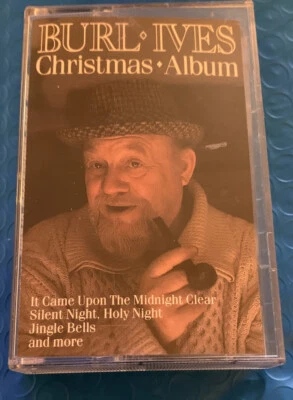 BURL • IVES
Christmas • Album
It Came Upon The Midnight Clear
Silent Night, Holy Night
Jingle Bells
and more